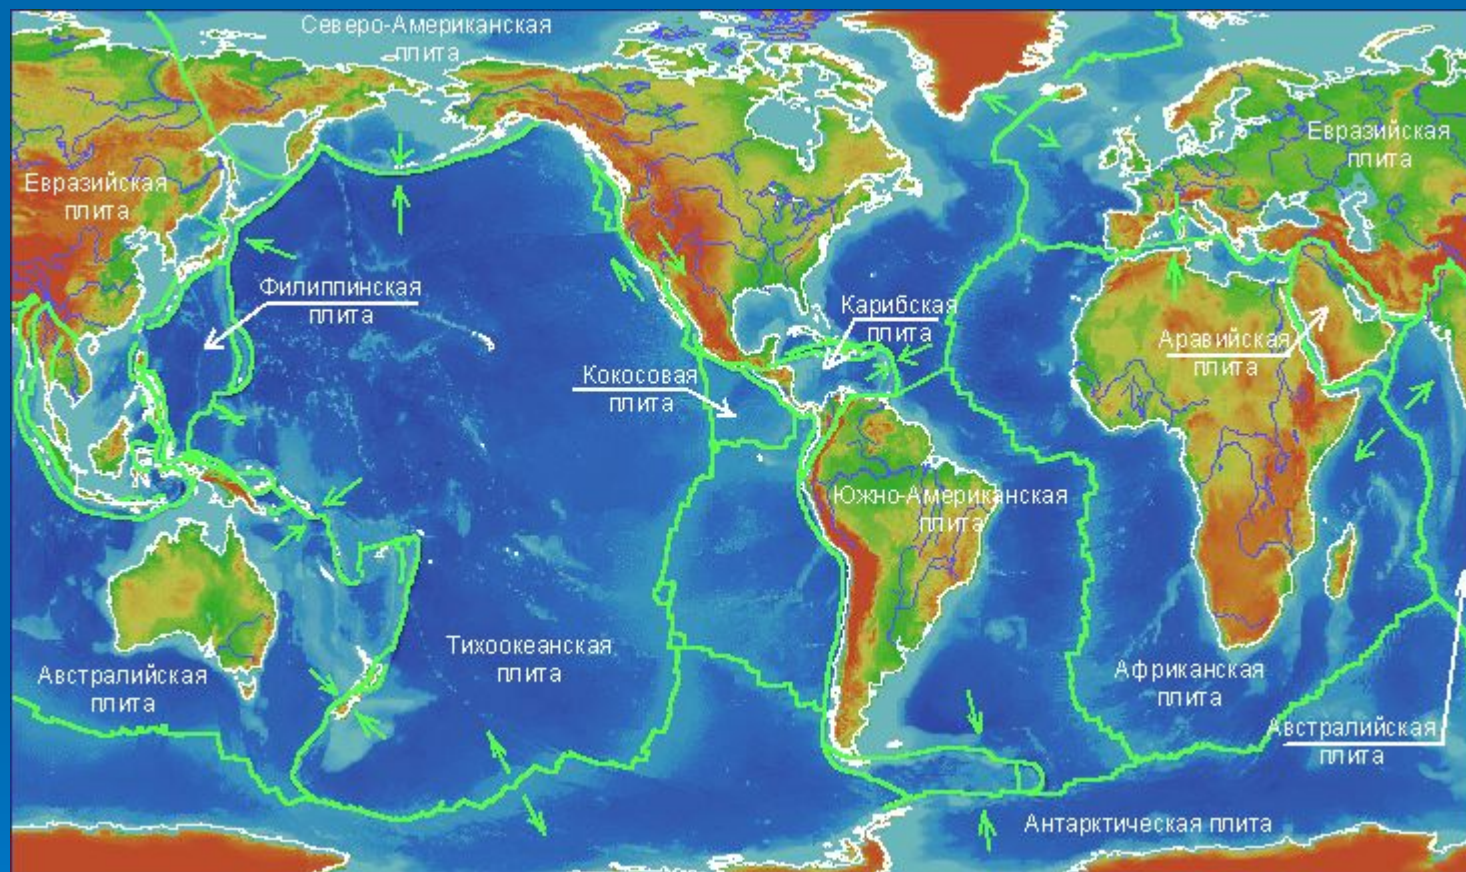 Северо-Американская
плита
Евразийская
плита
Евразийская
плита
Филиппинская
плита
Карибская
плита
Аравийская
плита
Кокосовая
плита
Южно-Американская
плита
Тихоокеанская
плита
Австралийская
плита
Африканская
плита
Австралийская
плита
Антарктическая плита